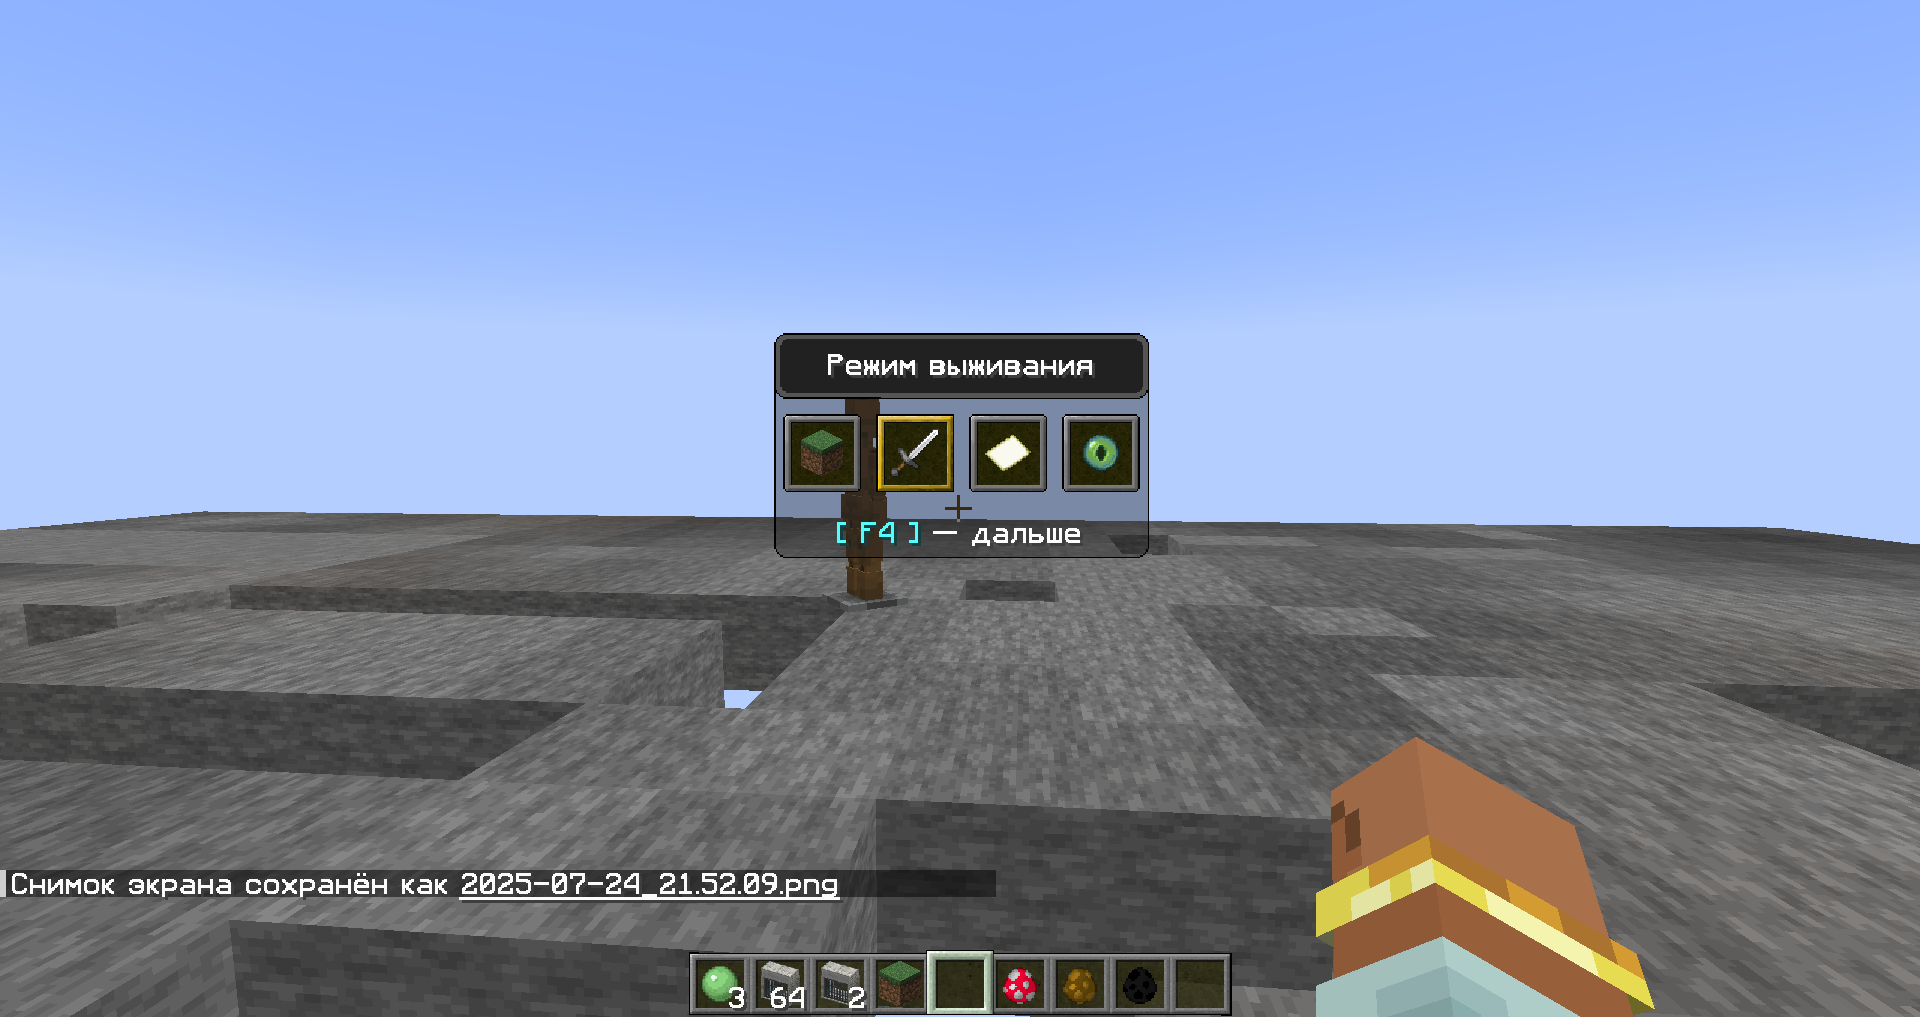 Режим выживания
[ F4 ] — дальше
Снимок экрана сохранён как 2025-07-24_21.52.09.png
3 64 2